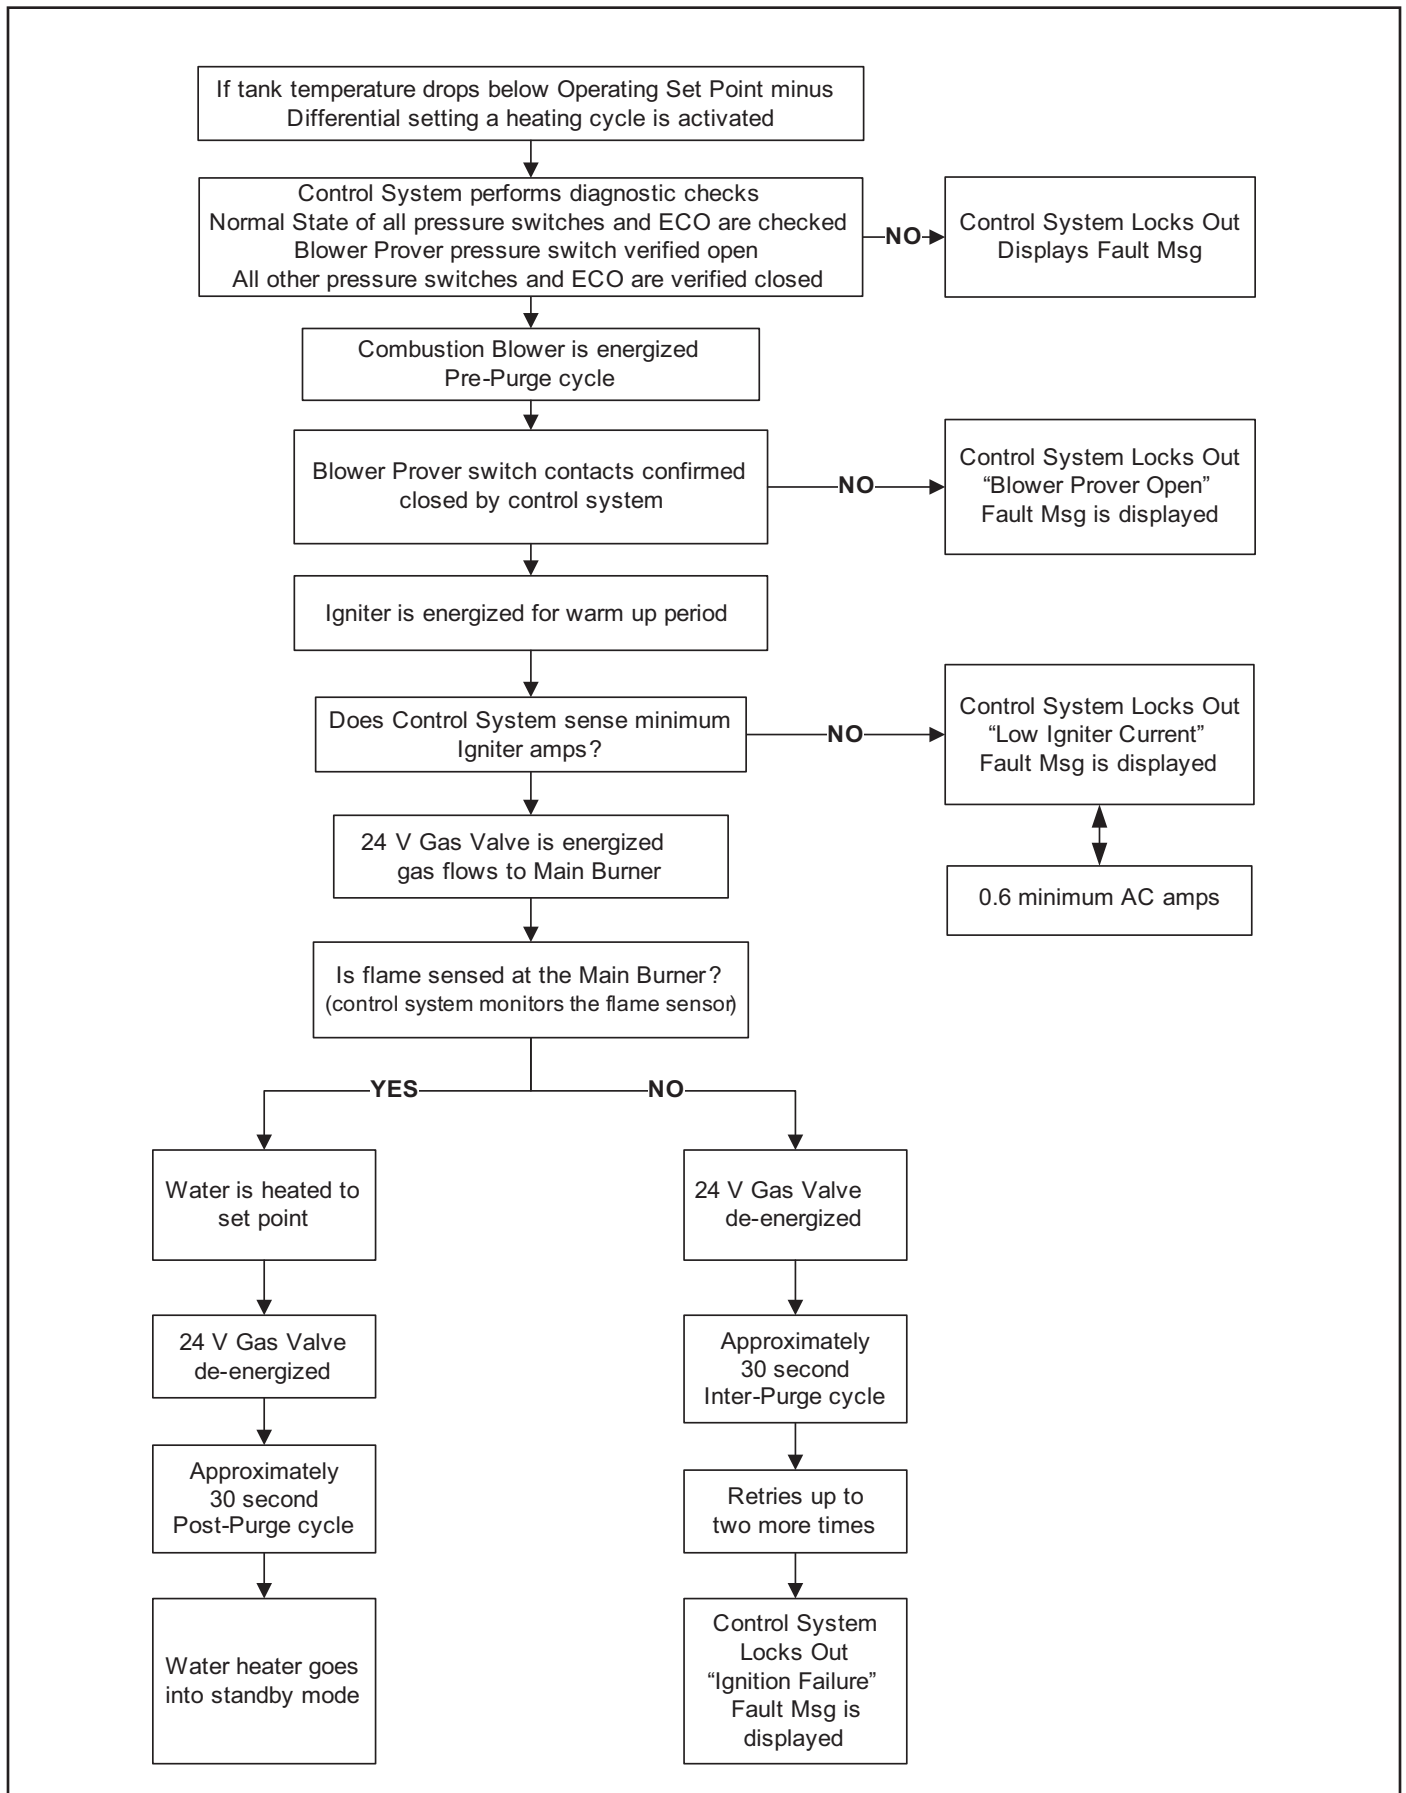 If tank temperature drops below Operating Set Point minus
Differential setting a heating cycle is activated
Control System performs diagnostic checks
Normal State of all pressure switches and ECO are checked
Blower Prover pressure switch verified open
All other pressure switches and ECO are verified closed
NO
Control System Locks Out
Displays Fault Msg
Combustion Blower is energized
Pre-Purge cycle
Blower Prover switch contacts confirmed
closed by control system
NO
Control System Locks Out
“Blower Prover Open”
Fault Msg is displayed
Igniter is energized for warm up period
Does Control System sense minimum
Igniter amps?
NO
Control System Locks Out
“Low Igniter Current”
Fault Msg is displayed
0.6 minimum AC amps
24 V Gas Valve is energized
gas flows to Main Burner
Is flame sensed at the Main Burner?
(control system monitors the flame sensor)
YES
NO
Water is heated to
set point
24 V Gas Valve
de-energized
Approximately
30 second
Post-Purge cycle
Water heater goes
into standby mode
24 V Gas Valve
de-energized
Approximately
30 second
Inter-Purge cycle
Retries up to
two more times
Control System
Locks Out
“Ignition Failure”
Fault Msg is
displayed